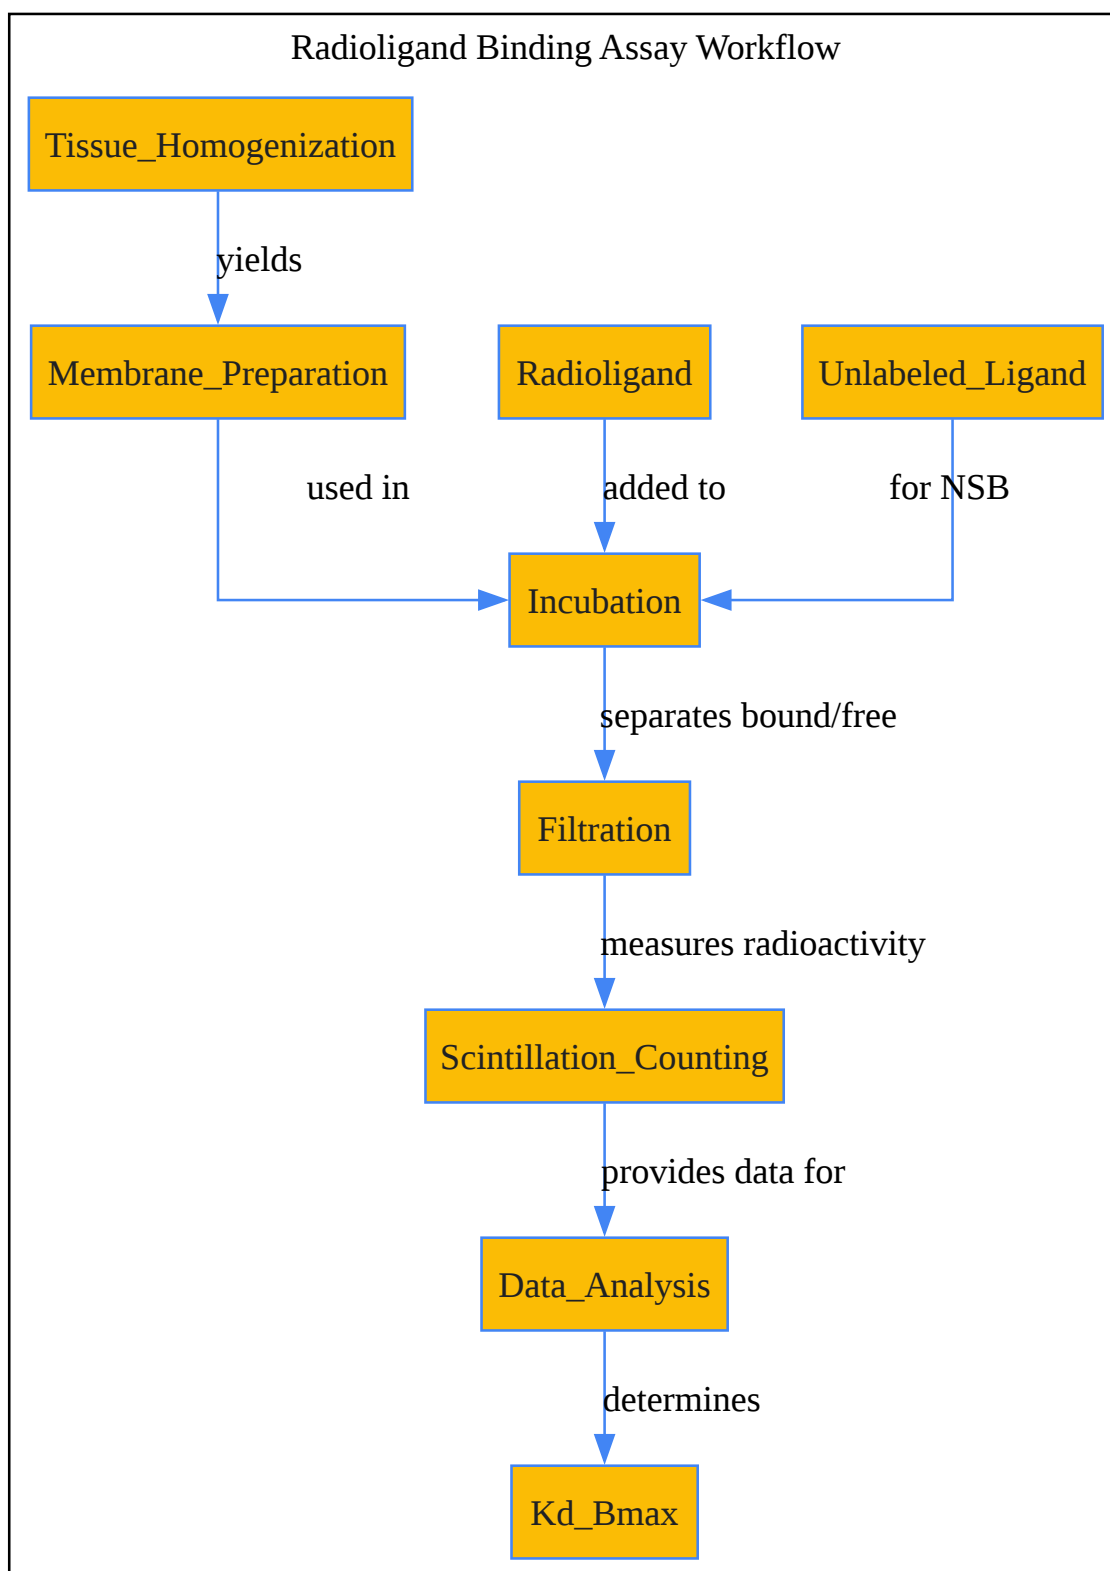 Radioligand Binding Assay Workflow
Tissue_Homogenization
yields
Membrane_Preparation
Radioligand
Unlabeled_Ligand
used in
added to
for NSB
Incubation
separates bound/free
Filtration
measures radioactivity
Scintillation_Counting
provides data for
Data_Analysis
determines
Kd_Bmax